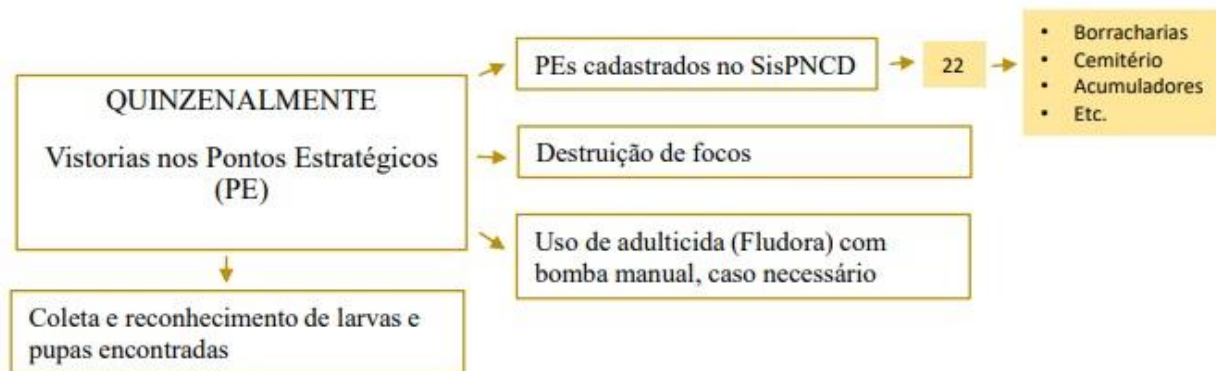 QUINZENALMENTE
Vistorias nos Pontos Estratégicos
(PE)
PEs cadastrados no SisPNCD
22
• Borracharias
• Cemitério
• Acumuladores
• Etc.
Destruição de focos
Uso de adulticida (Fludora) com
bomba manual, caso necessário
Coleta e reconhecimento de larvas e
pupas encontradas